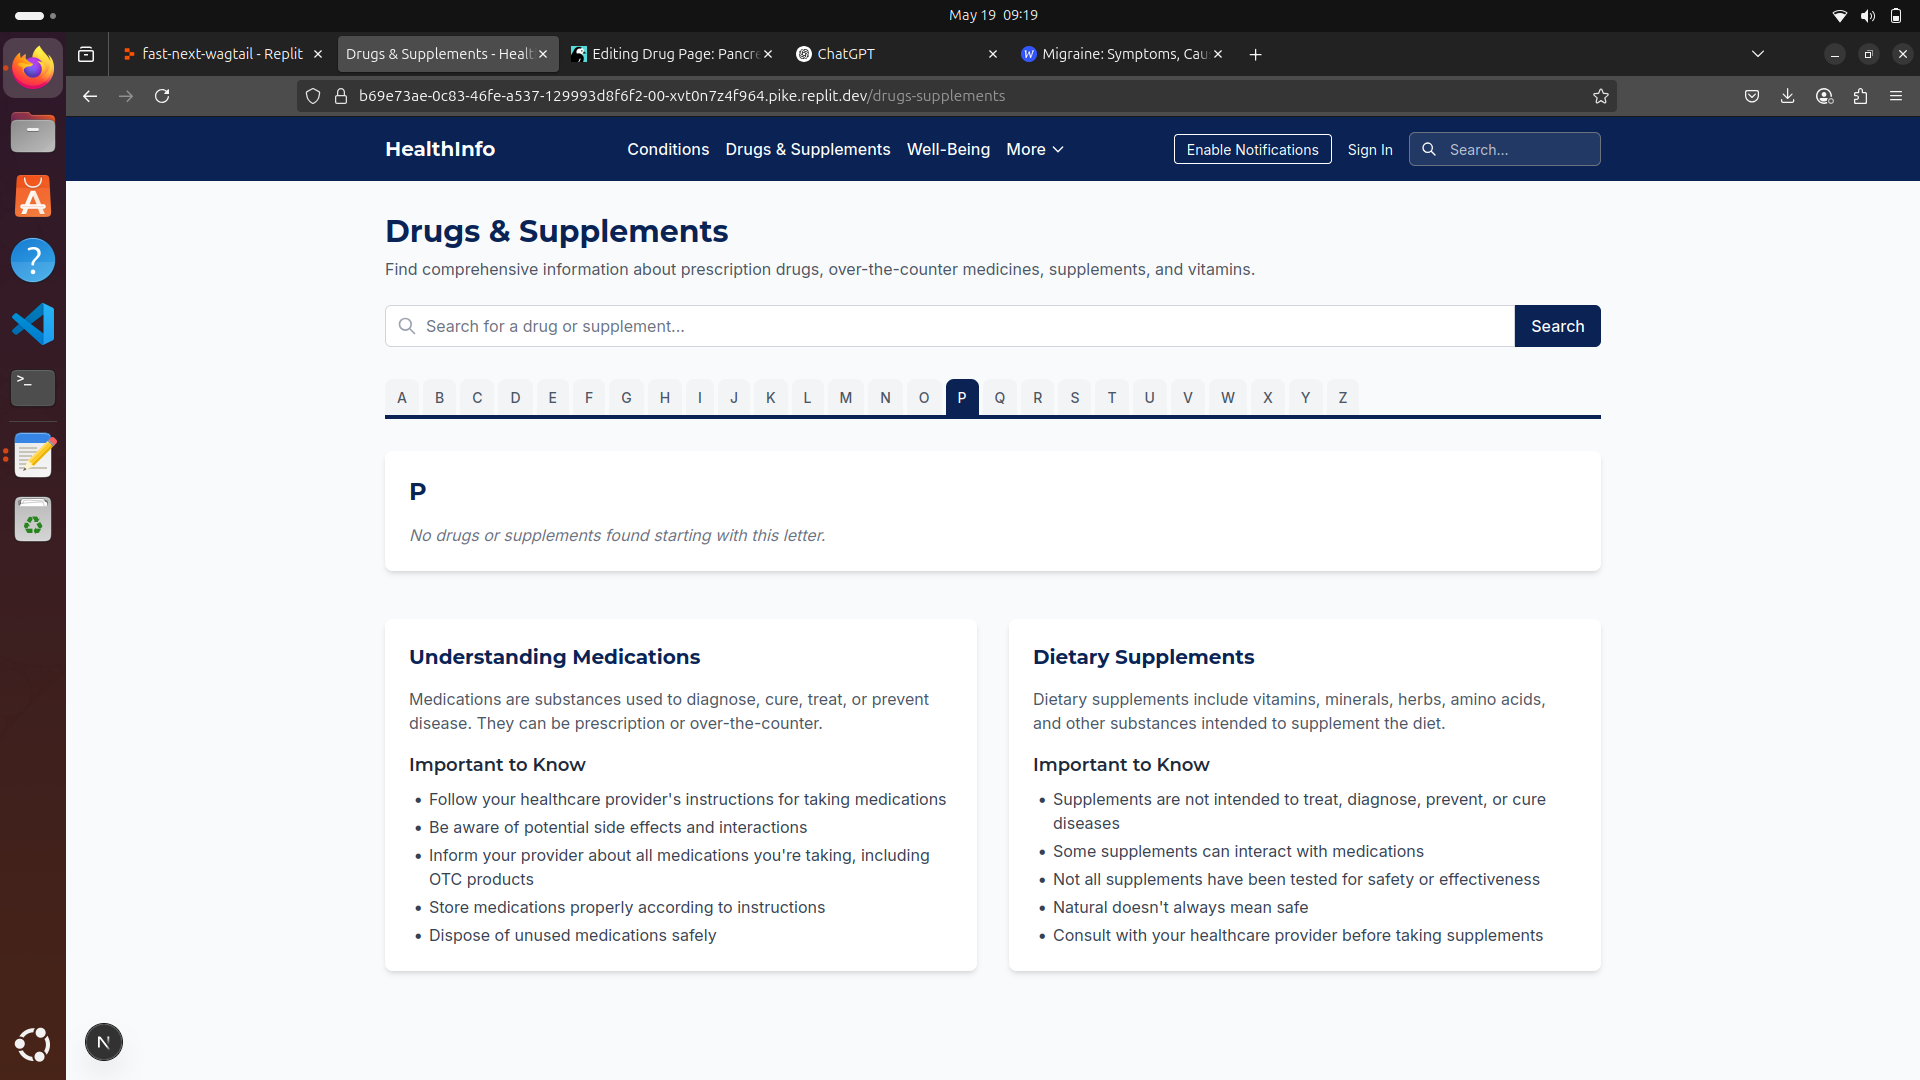 May 19 09:19
fast-next-wagtail - Replit
Drugs & Supplements - Healt
Editing Drug Page: Pancre
ChatGPT
Migraine: Symptoms, Cau
b69e73ae-0c83-46fe-a537-129993d8f6f2-00-xvt0n7z4f964.pike.replit.dev/drugs-supplements
HealthInfo
Conditions
Drugs & Supplements
Well-Being
More
Enable Notifications
Sign In
Search...
Drugs & Supplements
Find comprehensive information about prescription drugs, over-the-counter medicines, supplements, and vitamins.
Search for a drug or supplement...
Search
A B C D E F G H I J K L M N O P Q R S T U V W X Y Z
P
No drugs or supplements found starting with this letter.
Understanding Medications
Medications are substances used to diagnose, cure, treat, or prevent
disease. They can be prescription or over-the-counter.
Important to Know
• Follow your healthcare provider's instructions for taking medications
• Be aware of potential side effects and interactions
• Inform your provider about all medications you're taking, including
OTC products
• Store medications properly according to instructions
• Dispose of unused medications safely
Dietary Supplements
Dietary supplements include vitamins, minerals, herbs, amino acids,
and other substances intended to supplement the diet.
Important to Know
• Supplements are not intended to treat, diagnose, prevent, or cure
diseases
• Some supplements can interact with medications
• Not all supplements have been tested for safety or effectiveness
• Natural doesn't always mean safe
• Consult with your healthcare provider before taking supplements
N